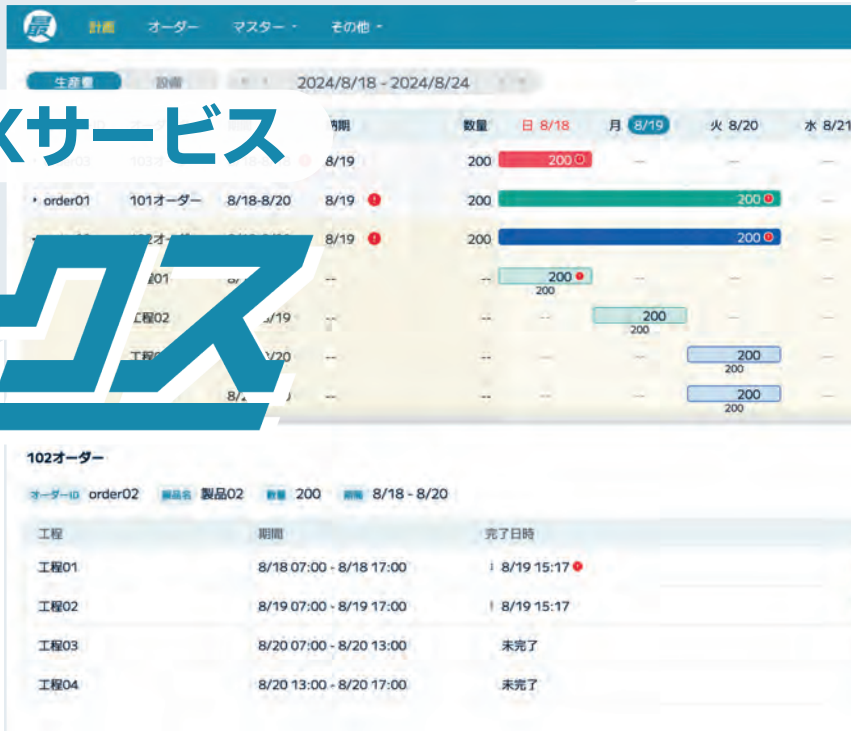 最 計画 オーダー マスター その他
生産量 設備 2024/8/18 - 2024/8/24
Xサービス
納期 数量 日 8/18 月 8/19 火 8/20 水 8/21
8/19 200 200 --- ---
order01 101オーダー 8/18-8/20 8/19 200 200 ---
8/19 200 200 ---
クス
-- -- 200 --- --- ---
200
工程02 -- -- --- 200 --- ---
200
-- -- --- --- 200 ---
200
-- -- --- --- 200 ---
200
102オーダー
オーダーID order02 製品名 製品02 数量 200 期間 8/18 - 8/20
工程 期間 完了日時
工程01 8/18 07:00 - 8/18 17:00 8/19 15:17
工程02 8/19 07:00 - 8/19 17:00 8/19 15:17
工程03 8/20 07:00 - 8/20 13:00 未完了
工程04 8/20 13:00 - 8/20 17:00 未完了